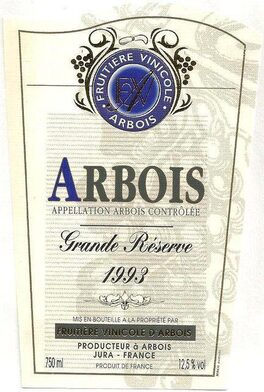 FRUITIERE VINICOLE
ARBOIS
ARBOIS
APPELLATION ARBOIS CONTRÔLÉE
Grande Réserve
1993
MIS EN BOUTEILLE A LA PROPRIÉTÉ PAR
FRUITIÈRE VINICOLE D'ARBOIS
PRODUCTEUR à ARBOIS
750 ml
JURA - FRANCE
12,5 % vol
PRODUIT DE FRANCE